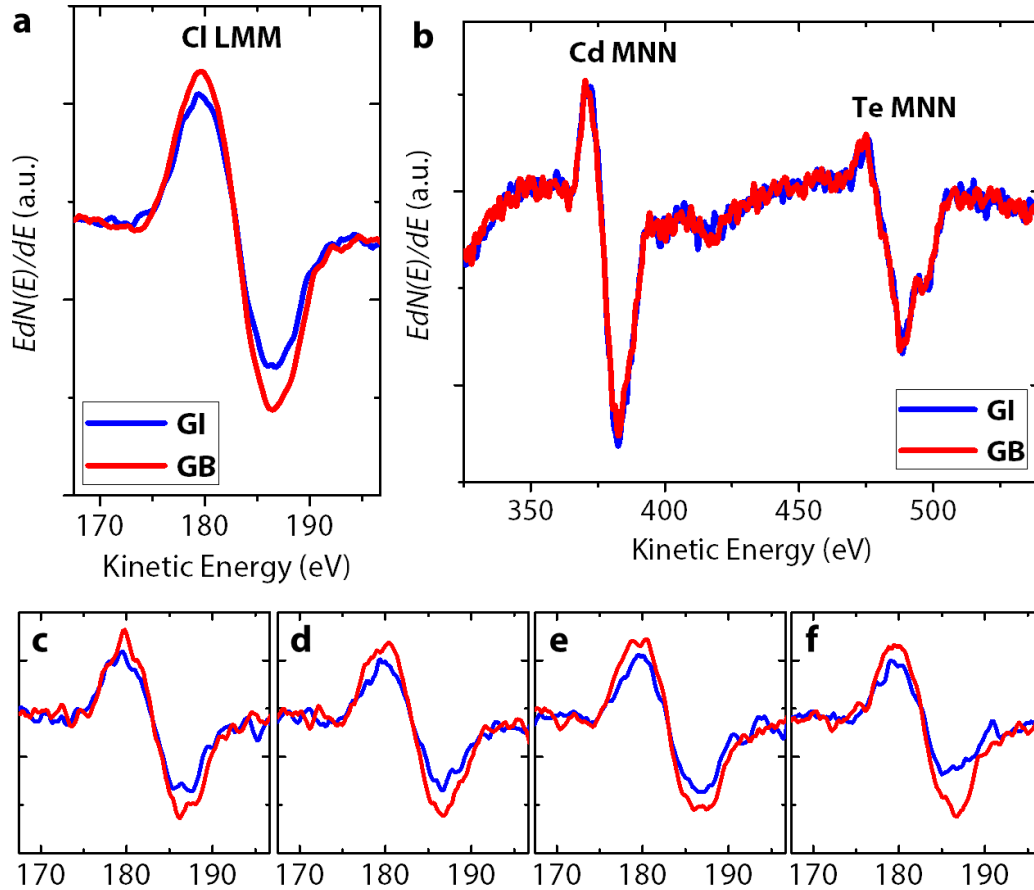 a
Cl LMM
EdN(E)/dE (a.u.)
GI
GB
170 180 190
Kinetic Energy (eV)
b
Cd MNN
Te MNN
EdN(E)/dE (a.u.)
GI
GB
350 400 450 500
Kinetic Energy (eV)
c
170 180 190
d
170 180 190
e
170 180 190
f
170 180 190